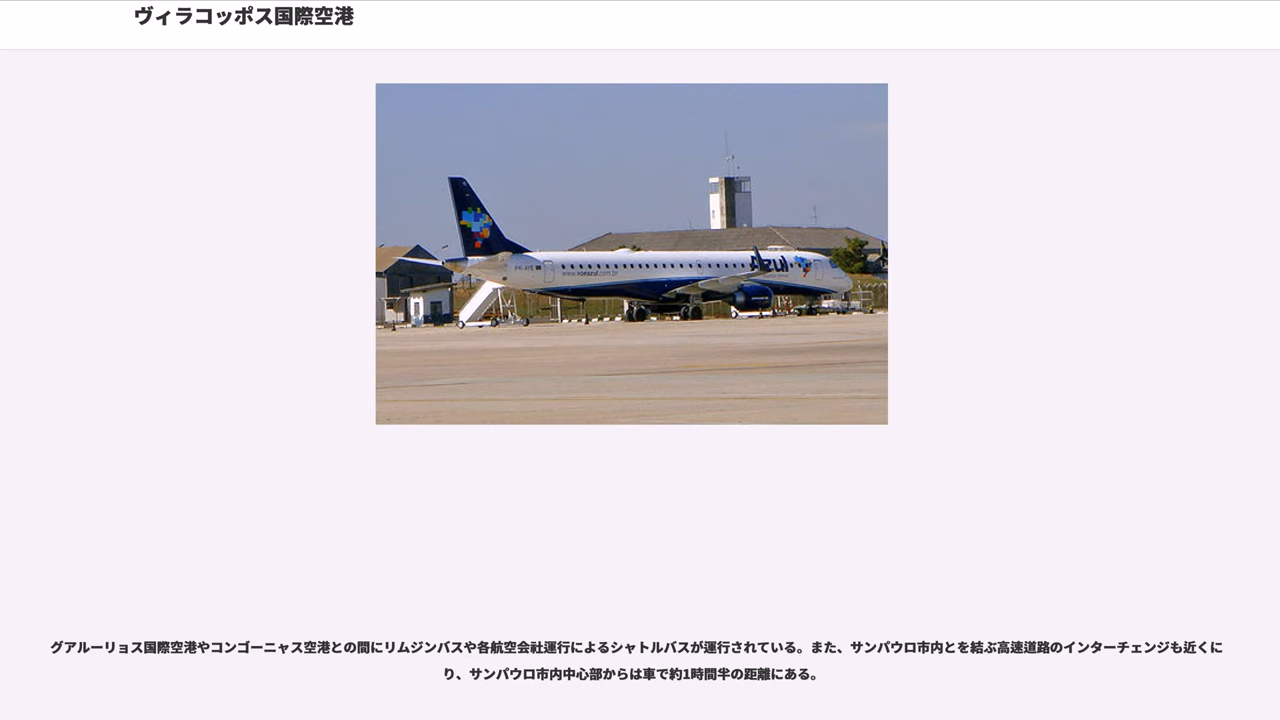 ヴィラコッポス国際空港
PR-AYE
www.voeazul.com.br
Azul
グアルーリョス国際空港やコンゴーニャス空港との間にリムジンバスや各航空会社運行によるシャトルバスが運行されている。また、サンパウロ市内とを結ぶ高速道路のインターチェンジも近くに
り、サンパウロ市内中心部からは車で約1時間半の距離にある。